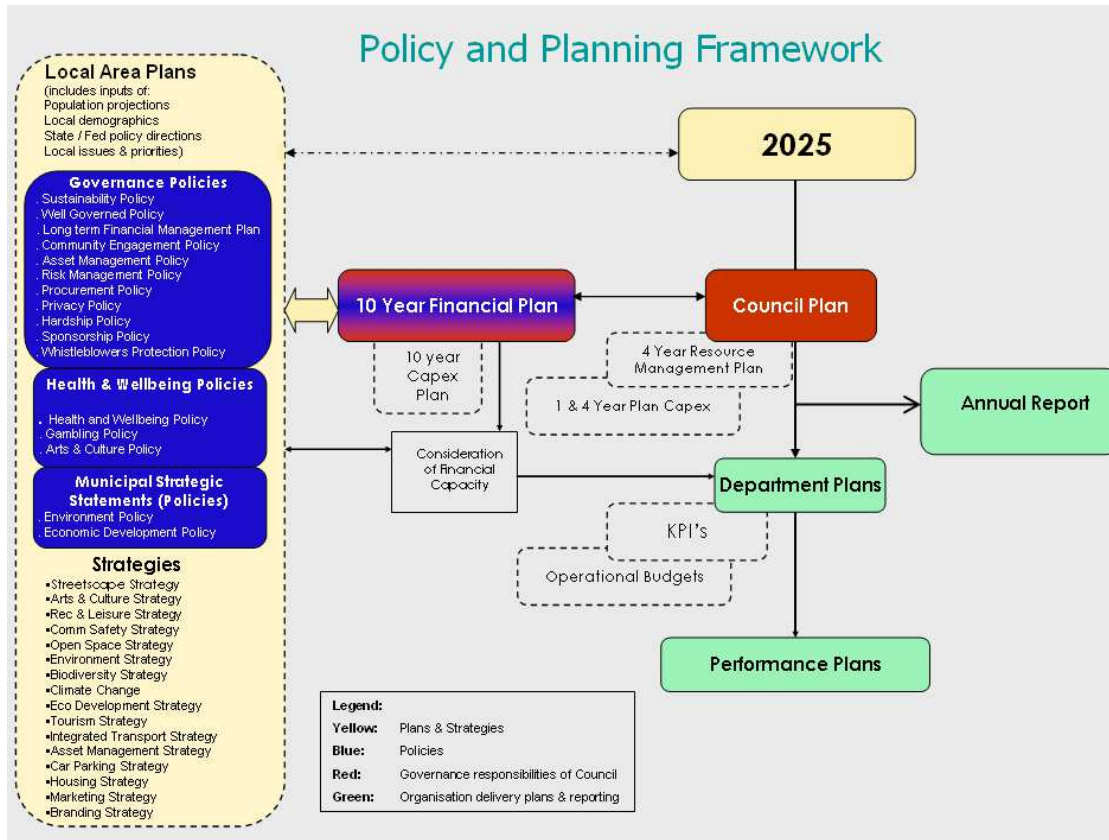 Policy and Planning Framework
Local Area Plans
(includes inputs of:
Population projections
Local demographics
State / Fed policy directions
Local issues & priorities)
Governance Policies
. Sustainability Policy
. Well Governed Policy
. Long term Financial Management Plan
. Community Engagement Policy
. Asset Management Policy
. Risk Management Policy
. Procurement Policy
. Privacy Policy
. Hardship Policy
. Sponsorship Policy
. Whistleblowers Protection Policy
Health & Wellbeing Policies
. Health and Wellbeing Policy
. Gambling Policy
. Arts & Culture Policy
Municipal Strategic
Statements (Policies)
. Environment Policy
. Economic Development Policy
Strategies
▪Streetscape Strategy
▪Arts & Culture Strategy
▪Rec & Leisure Strategy
▪Comm Safety Strategy
▪Open Space Strategy
▪Environment Strategy
▪Biodiversity Strategy
▪Climate Change
▪Eco Development Strategy
▪Tourism Strategy
▪Integrated Transport Strategy
▪Asset Management Strategy
▪Car Parking Strategy
▪Housing Strategy
▪Marketing Strategy
▪Branding Strategy
2025
10 Year Financial Plan
Council Plan
10 year
Capex
Plan
4 Year Resource
Management Plan
1 & 4 Year Plan Capex
Annual Report
Consideration
of Financial
Capacity
Department Plans
KPI's
Operational Budgets
Performance Plans
Legend:
Yellow: Plans & Strategies
Blue: Policies
Red: Governance responsibilities of Council
Green: Organisation delivery plans & reporting